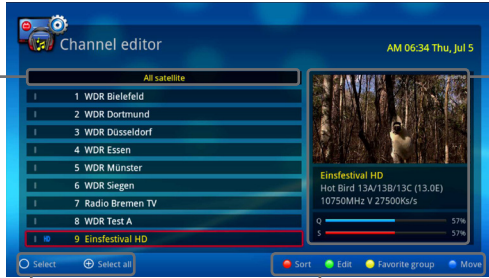 Channel editor
AM 06:34 Thu, Jul 5
All satellite
1 WDR Bielefeld
2 WDR Dortmund
3 WDR Düsseldorf
4 WDR Essen
5 WDR Münster
6 WDR Siegen
7 Radio Bremen TV
8 WDR Test A
HD 9 Einsfestival HD
Einsfestival HD
Hot Bird 13A/13B/13C (13.0E)
10750MHz V 27500Ks/s
Q 57%
S 57%
Select Select all
Sort Edit Favorite group Move